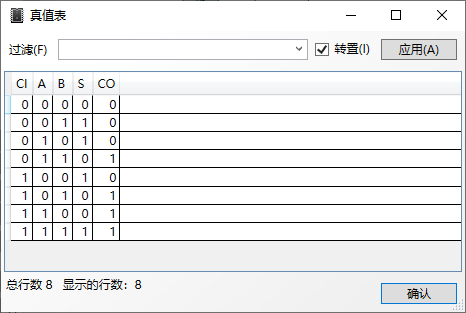 真值表
过滤(F) 转置(I) 应用(A)
CI A B S CO
0 0 0 0 0
0 0 1 1 0
0 1 0 1 0
0 1 1 0 1
1 0 0 1 0
1 0 1 0 1
1 1 0 0 1
1 1 1 1 1
总行数 8 显示的行数：8
确认